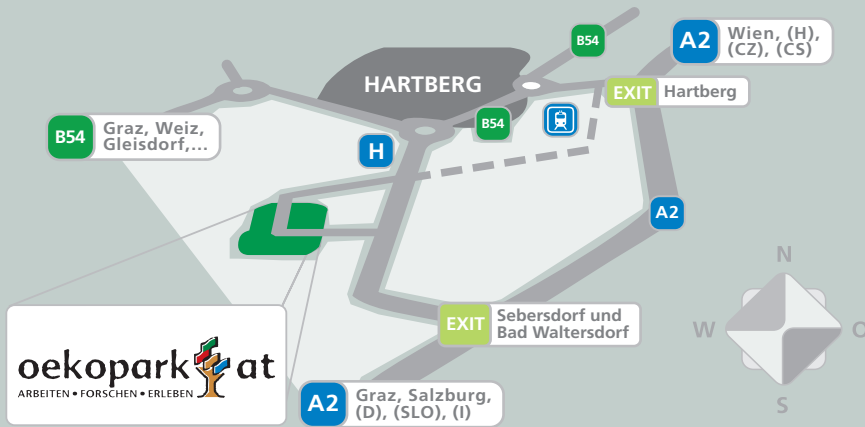 B54
A2
Wien, (H),
(CZ), (CS)
HARTBERG
EXIT
Hartberg
B54
B54
Graz, Weiz,
Gleisdorf,...
H
A2
N
W
O
S
EXIT
Sebersdorf und
Bad Waltersdorf
oekopark at
ARBEITEN • FORSCHEN • ERLEBEN
A2
Graz, Salzburg,
(D), (SLO), (I)